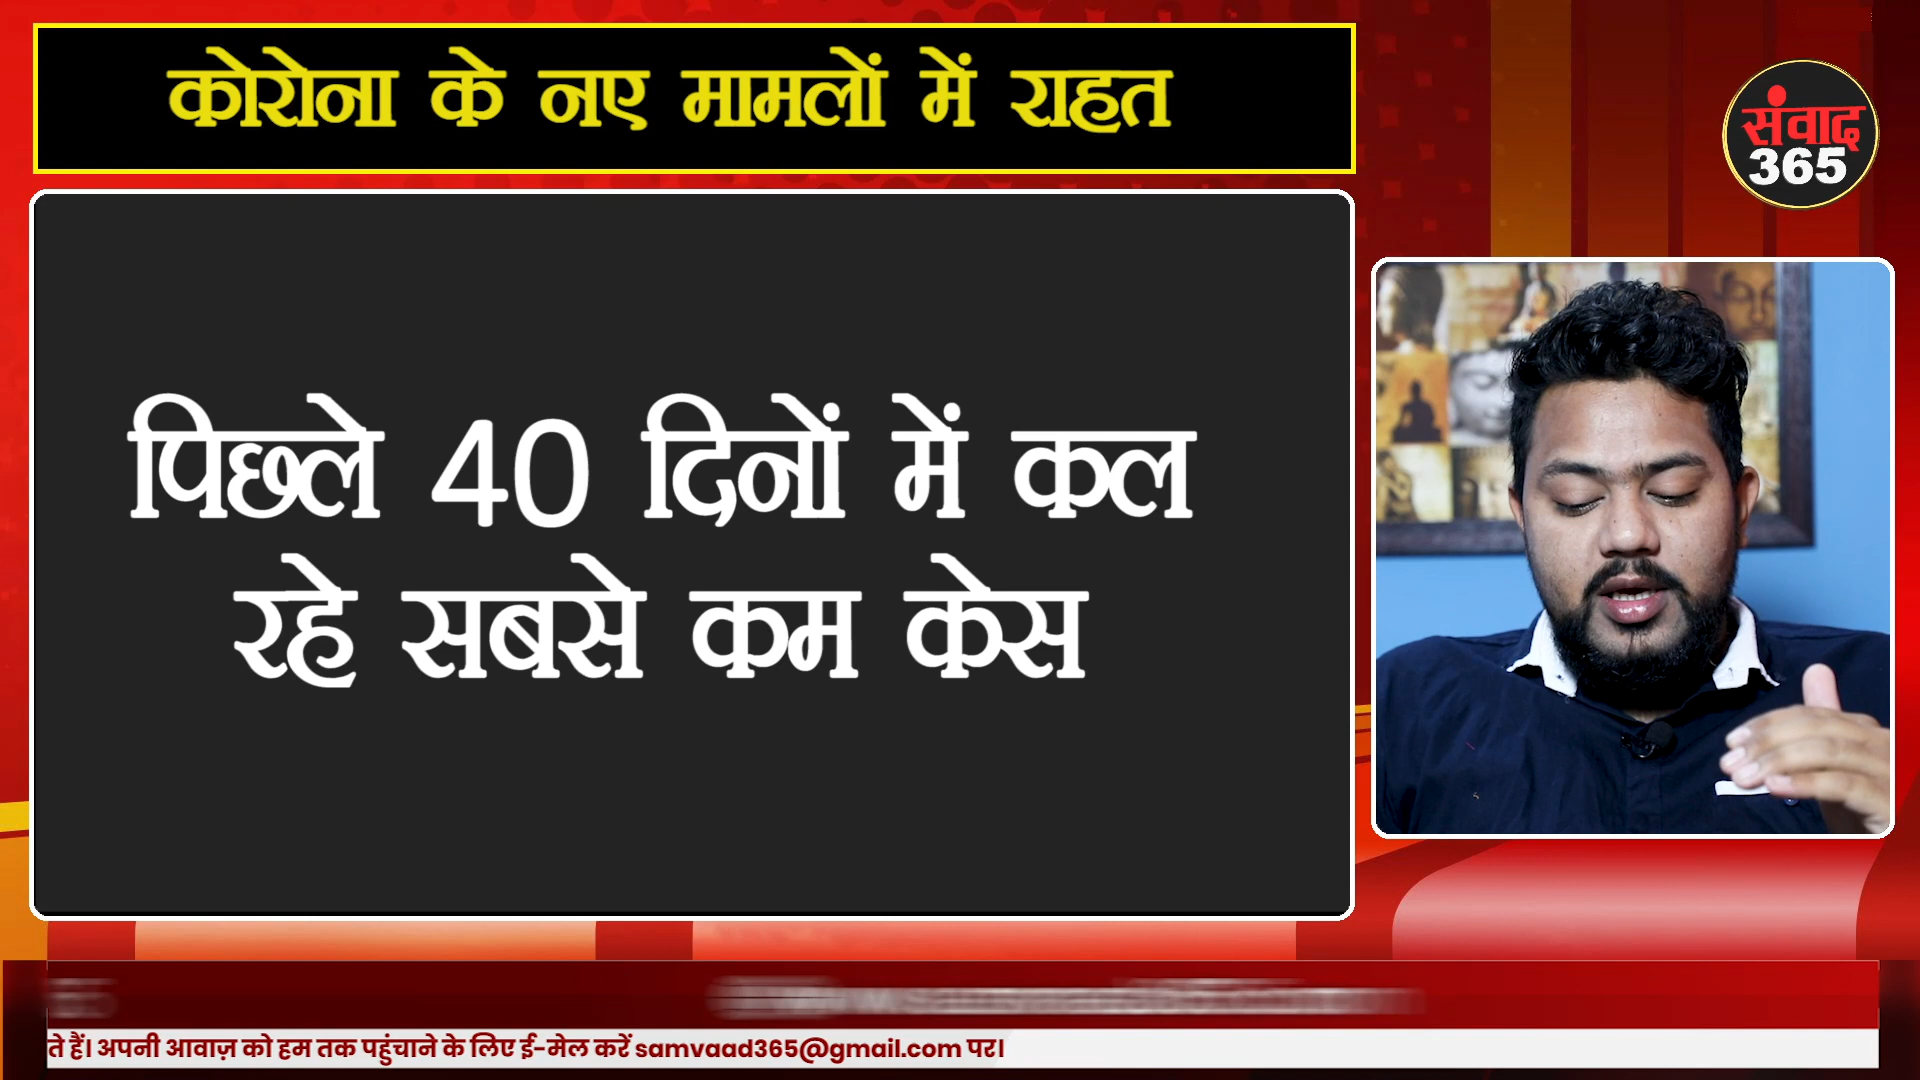 कोरोना के नए मामलों में राहत
संवाद
365
पिछले 40 दिनों में कल
रहे सबसे कम केस
ते हैं। अपनी आवाज़ को हम तक पहुंचाने के लिए ई-मेल करें samvaad365@gmail.com पर।